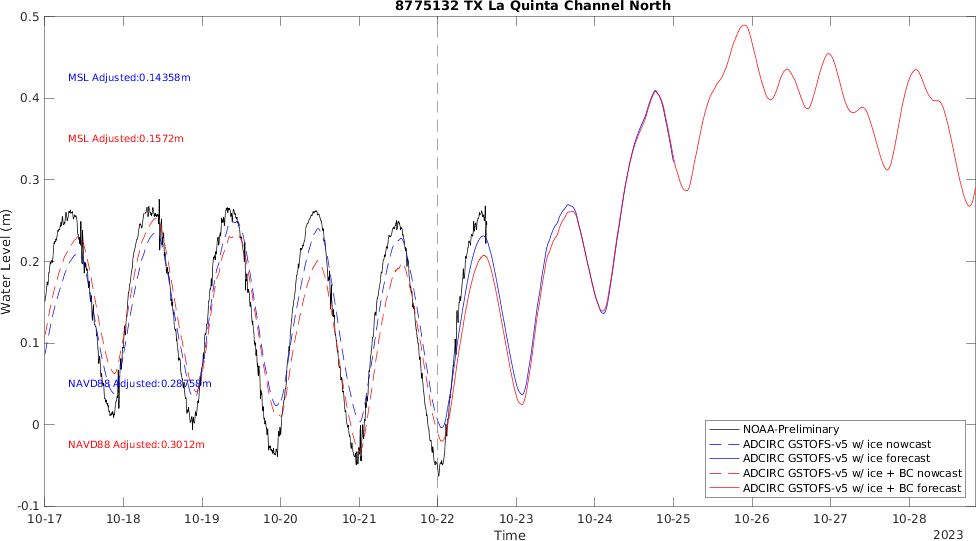 8775132 TX La Quinta Channel North
0.5
0.4
0.3
0.2
0.1
0
-0.1
Water Level (m)
MSL Adjusted:0.14358m
MSL Adjusted:0.1572m
NAVD88 Adjusted:0.28758m
NAVD88 Adjusted:0.3012m
NOAA-Preliminary
ADCIRC GSTOFS-v5 w/ ice nowcast
ADCIRC GSTOFS-v5 w/ ice forecast
ADCIRC GSTOFS-v5 w/ ice + BC nowcast
ADCIRC GSTOFS-v5 w/ ice + BC forecast
10-17 10-18 10-19 10-20 10-21 10-22 10-23 10-24 10-25 10-26 10-27 10-28
Time
2023